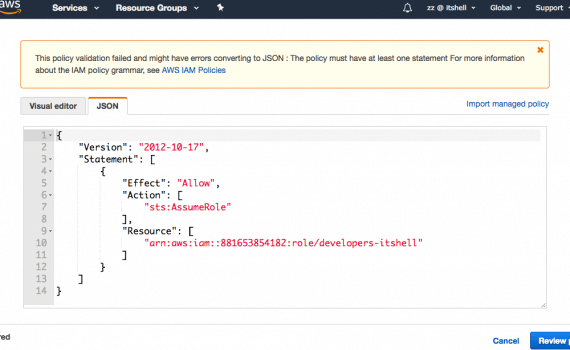 aws
Services Resource Groups zz @ itshell Global Support
This policy validation failed and might have errors converting to JSON : The policy must have at least one statement For more information
about the IAM policy grammar, see AWS IAM Policies
Visual editor JSON Import managed policy
1 {
2 "Version": "2012-10-17",
3 "Statement": [
4 {
5 "Effect": "Allow",
6 "Action": [
7 "sts:AssumeRole"
8 ],
9 "Resource": [
10 "arn:aws:iam::881653854182:role/developers-itshell"
11 ]
12 }
13 ]
14 }
red Cancel Review p